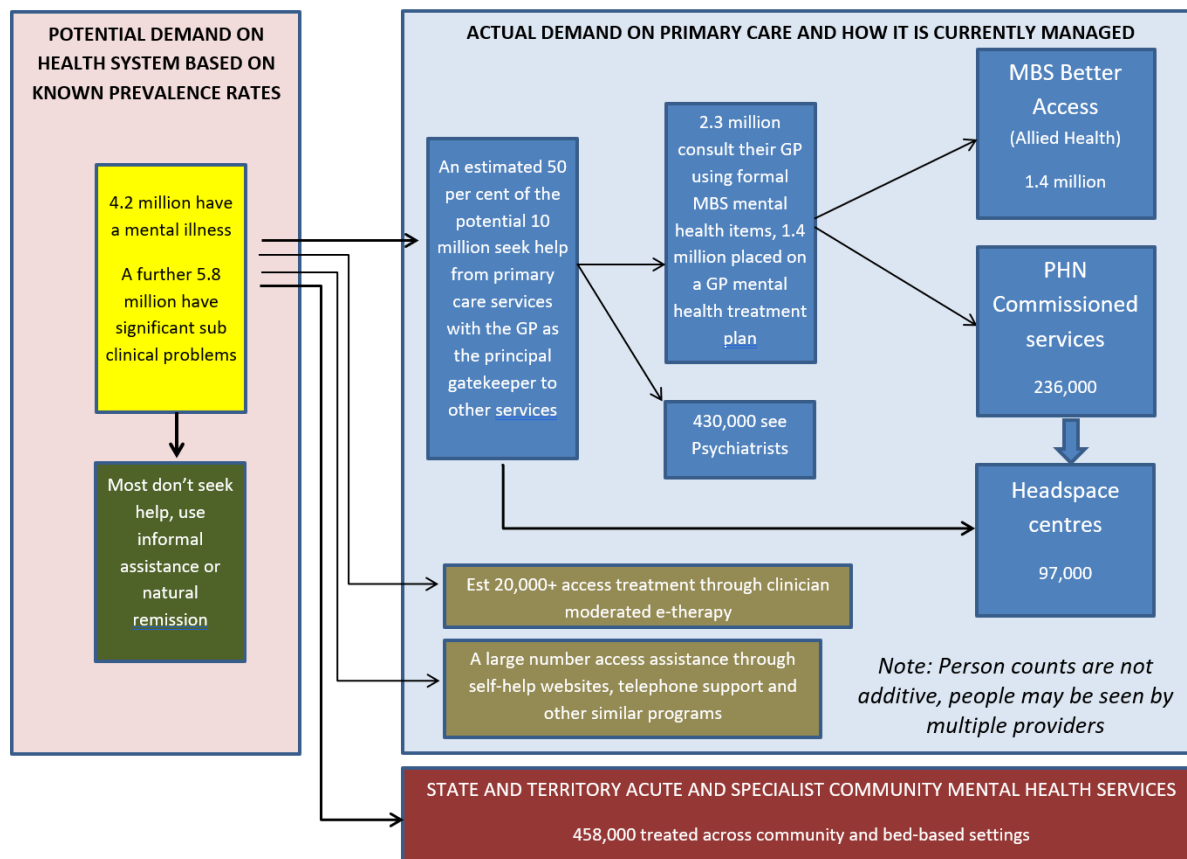 POTENTIAL DEMAND ON
HEALTH SYSTEM BASED ON
KNOWN PREVALENCE RATES
4.2 million have
a mental illness
A further 5.8
million have
significant sub
clinical problems
Most don’t seek
help, use
informal
assistance or
natural
remission
ACTUAL DEMAND ON PRIMARY CARE AND HOW IT IS CURRENTLY MANAGED
An estimated 50
per cent of the
potential 10
million seek help
from primary
care services
with the GP as
the principal
gatekeeper to
other services
2.3 million
consult their GP
using formal
MBS mental
health items, 1.4
million placed on
a GP mental
health treatment
plan
430,000 see
Psychiatrists
MBS Better
Access
(Allied Health)
1.4 million
PHN
Commissioned
services
236,000
Headspace
centres
97,000
Est 20,000+ access treatment through clinician
moderated e-therapy
A large number access assistance through
self-help websites, telephone support and
other similar programs
Note: Person counts are not
additive, people may be seen by
multiple providers
STATE AND TERRITORY ACUTE AND SPECIALIST COMMUNITY MENTAL HEALTH SERVICES
458,000 treated across community and bed-based settings